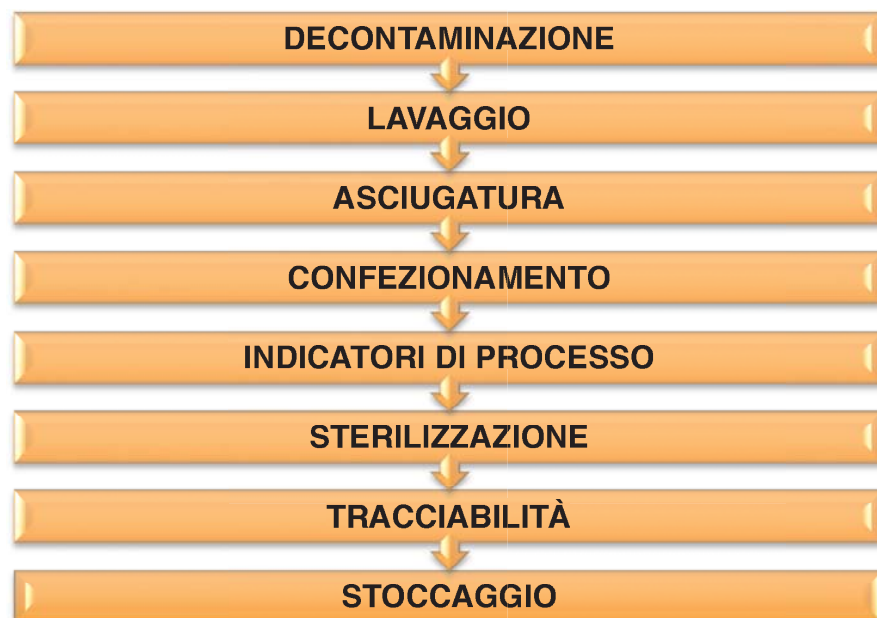 DECONTAMINAZIONE
LAVAGGIO
ASCIUGATURA
CONFEZIONAMENTO
INDICATORI DI PROCESSO
STERILIZZAZIONE
TRACCIABILITÀ
STOCCAGGIO